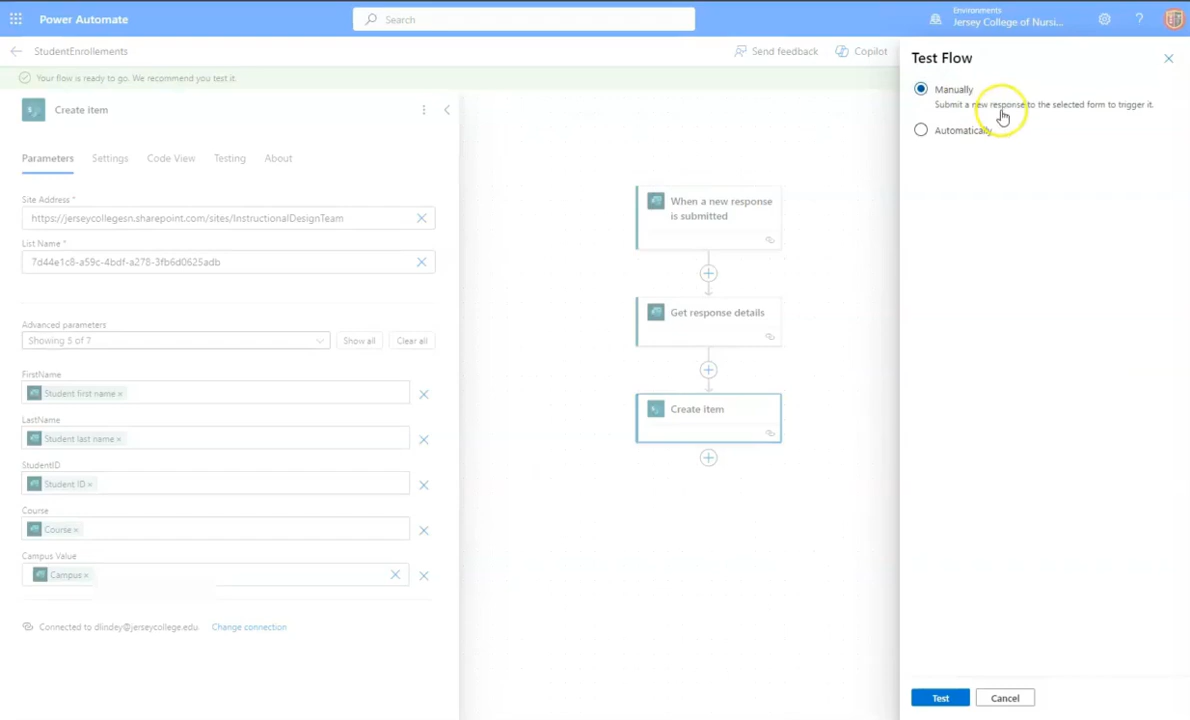 Power Automate
Search
Environments
Jersey College of Nursi...
StudentEnrollements
Send feedback
Copilot
Your flow is ready to go. We recommend you test it.
Create item
Parameters
Settings
Code View
Testing
About
Site Address *
https://jerseycollegesn.sharepoint.com/sites/InstructionalDesignTeam
List Name *
7d44e1c8-a59c-4bdf-a278-3fb6d0625adb
Advanced parameters
Showing 5 of 7
Show all
Clear all
FirstName
Student first name ×
LastName
Student last name ×
StudentID
Student ID ×
Course
Course ×
Campus Value
Campus ×
Connected to dlindey@jerseycollege.edu
Change connection
When a new response
is submitted
Get response details
Create item
Test Flow
Manually
Submit a new response to the selected form to trigger it.
Automatically
Test
Cancel